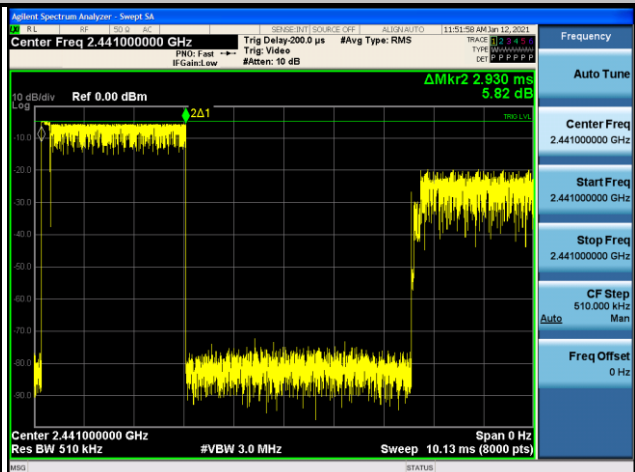 Agilent Spectrum Analyzer - Swept SA
RL RF 50 Ω AC SENSE:INT SOURCE OFF ALIGN AUTO 11:51:58 AM Jan 12, 2021
Center Freq 2.441000000 GHz
PNO: Fast
IFGain:Low
Trig Delay-200.0 µs
Trig: Video
#Atten: 10 dB
#Avg Type: RMS
TRACE 1 2 3 4 5 6
TYPE WWWWWW
DET P P P P P P
Frequency
ΔMkr2 2.930 ms
5.82 dB
10 dB/div
Log
Ref 0.00 dBm
Auto Tune
2Δ1
TRIG LVL
-10.0
-20.0
-30.0
-40.0
-50.0
-60.0
-70.0
-80.0
-90.0
Center Freq
2.441000000 GHz
Start Freq
2.441000000 GHz
Stop Freq
2.441000000 GHz
CF Step
510.000 kHz
Auto Man
Freq Offset
0 Hz
Center 2.441000000 GHz
Span 0 Hz
Res BW 510 kHz
#VBW 3.0 MHz
Sweep 10.13 ms (8000 pts)
MSG
STATUS